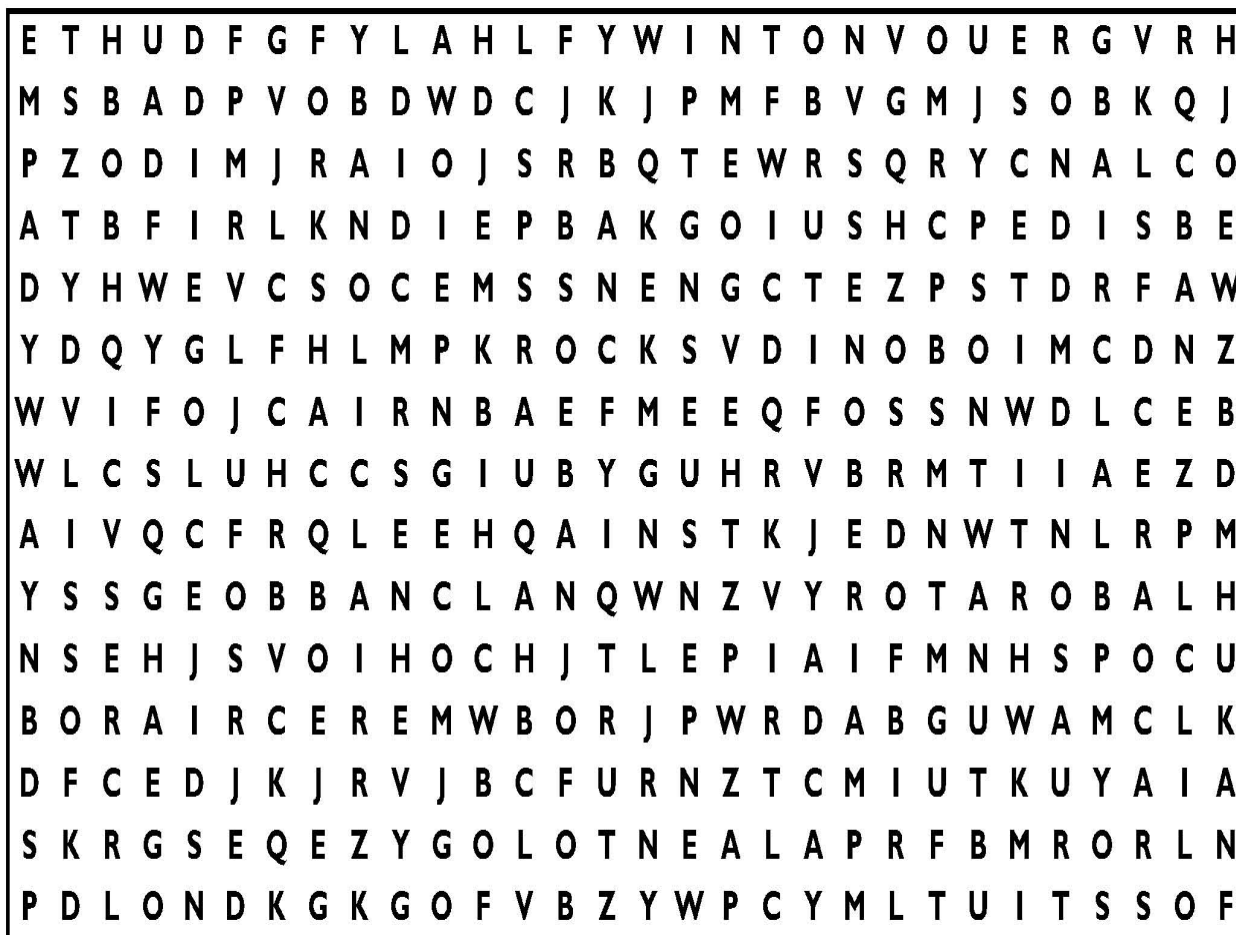 E T H U D F G F Y L A H L F Y W I N T O N V O U E R G V R H
M S B A D P V O B D W D C J K J P M F B V G M J S O B K Q J
P Z O D I M J R A I O J S R B Q T E W R S Q R Y C N A L C O
A T B F I R L K N D I E P B A K G O I U S H C P E D I S B E
D Y H W E V C S O C E M S S N E N G C T E Z P S T D R F A W
Y D Q Y G L F H L M P K R O C K S V D I N O B O I M C D N Z
W V I F O J C A I R N B A E F M E E Q F O S S N W D L C E B
W L C S L U H C C S G I U B Y G U H R V B R M T I I A E Z D
A I V Q C F R Q L E E H Q A I N S T K J E D N W T N L R P M
Y S S G E O B B A N C L A N Q W N Z V Y R O T A R O B A L H
N S E H J S V O I H O C H J T L E P I A I F M N H S P O C U
B O R A I R C E R E M W B O R J P W R D A B G U W A M C L K
D F C E D J K J R V J B C F U R N Z T C M I U T K U Y A I A
S K R G S E Q E Z Y G O L O T N E A L A P R F B M R O R L N
P D L O N D K G K G O F V B Z Y W P C Y M L T U I T S S O F